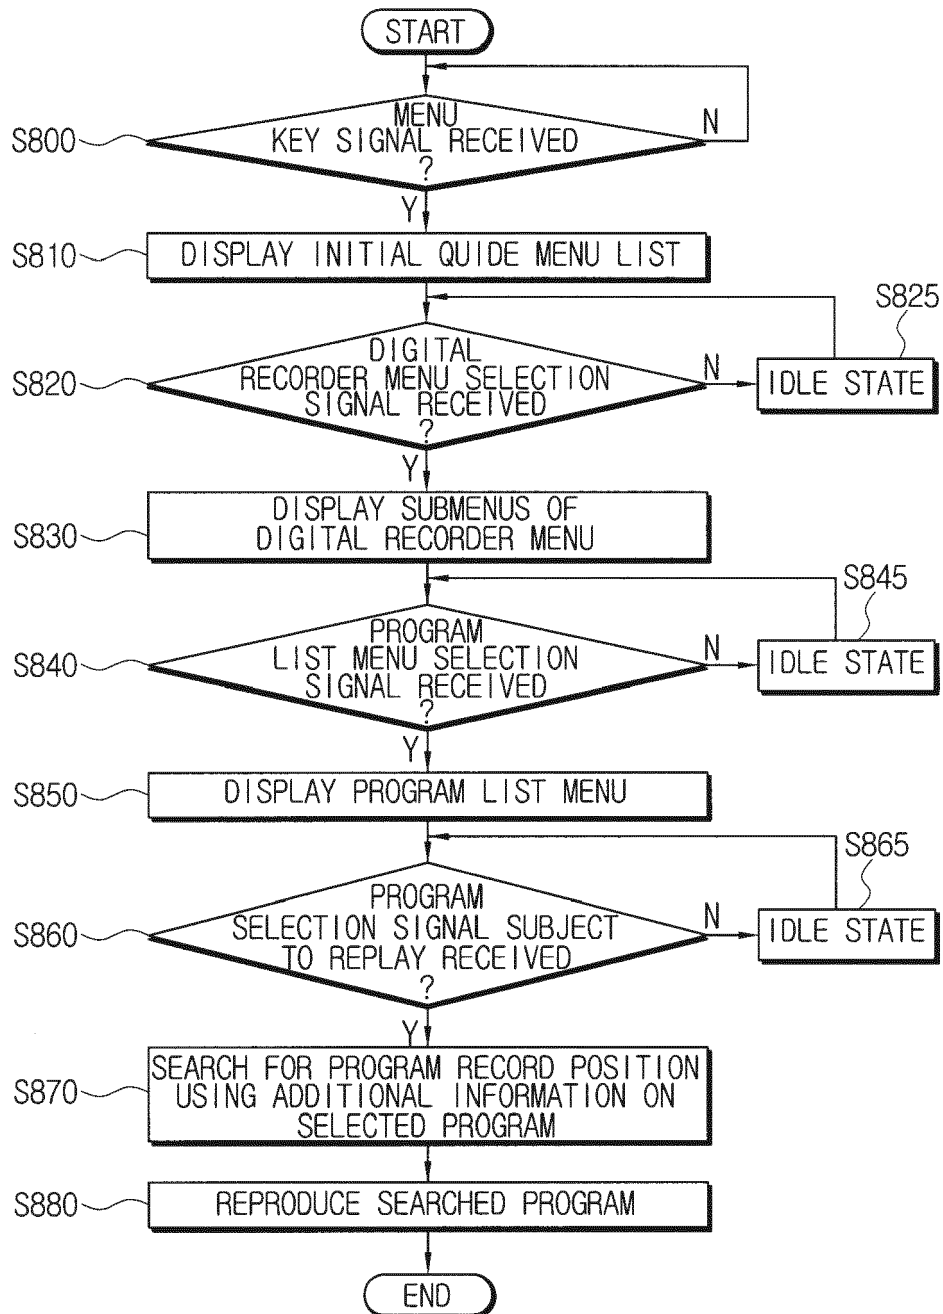 START
MENU
KEY SIGNAL RECEIVED
?
N
S800
Y
S810
DISPLAY INITIAL QUIDE MENU LIST
S825
DIGITAL
RECORDER MENU SELECTION
SIGNAL RECEIVED
?
N
S820
IDLE STATE
Y
S830
DISPLAY SUBMENUS OF
DIGITAL RECORDER MENU
S845
PROGRAM
LIST MENU SELECTION
SIGNAL RECEIVED
?
N
S840
IDLE STATE
Y
S850
DISPLAY PROGRAM LIST MENU
S865
PROGRAM
SELECTION SIGNAL SUBJECT
TO REPLAY RECEIVED
?
N
S860
IDLE STATE
Y
S870
SEARCH FOR PROGRAM RECORD POSITION
USING ADDITIONAL INFORMATION ON
SELECTED PROGRAM
S880
REPRODUCE SEARCHED PROGRAM
END